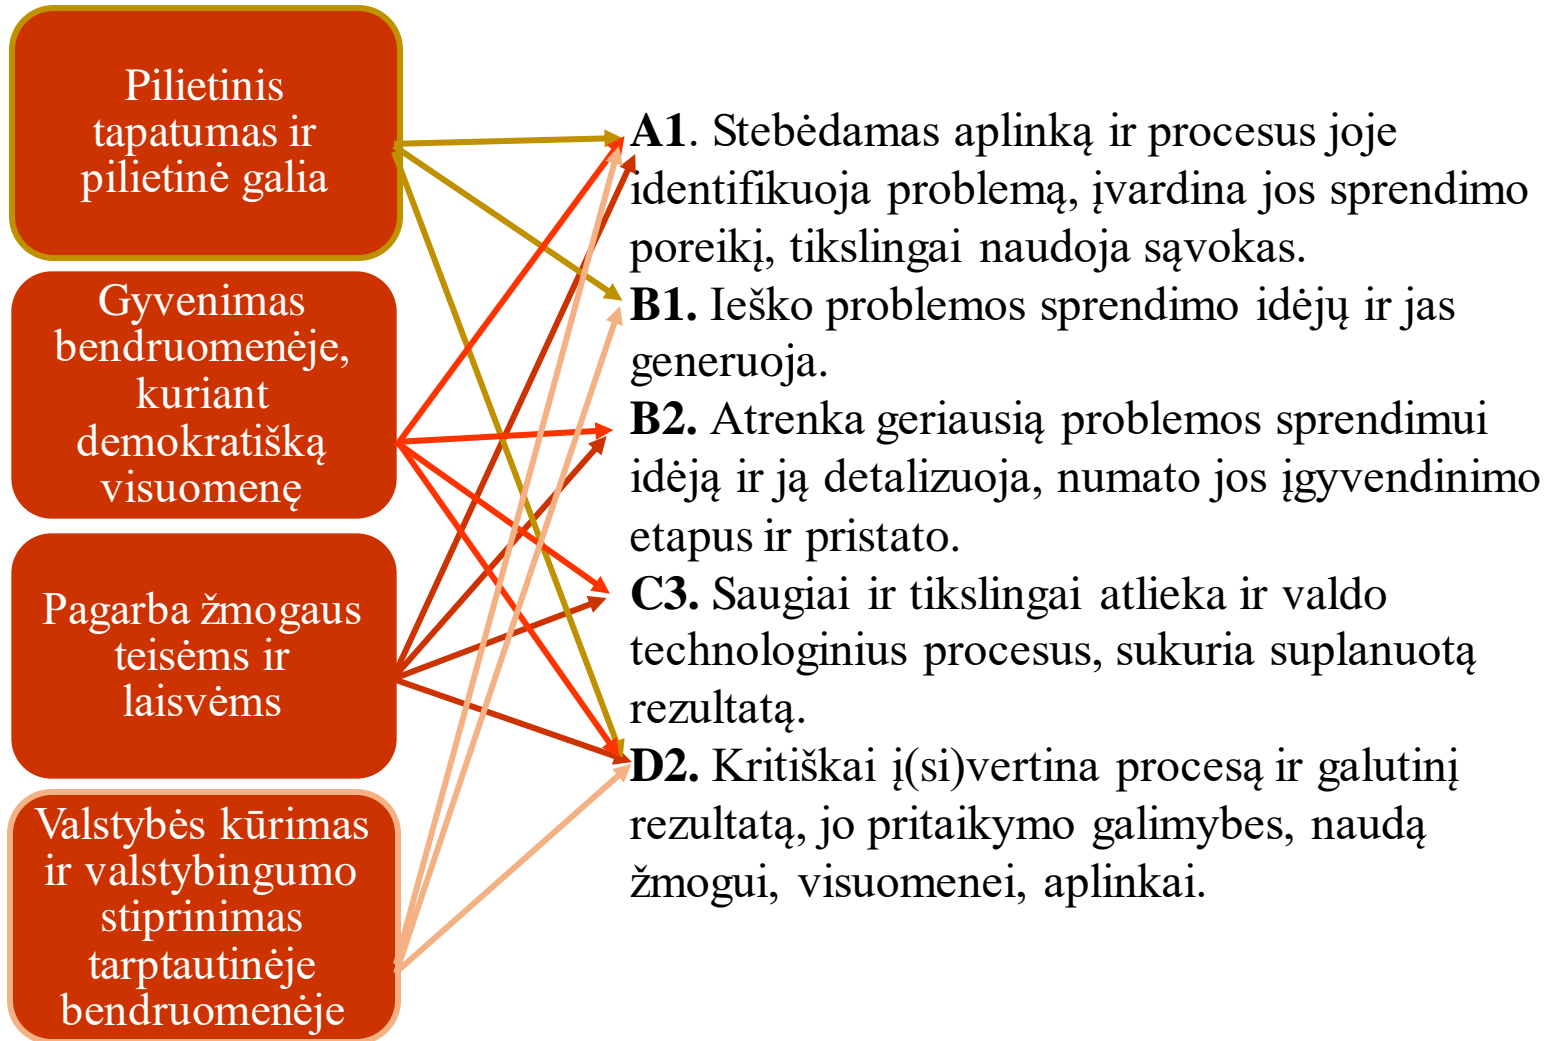 Pilietinis
tapatumas ir
pilietinė galia
Gyvenimas
bendruomenėje,
kuriant
demokratišką
visuomenę
Pagarba žmogaus
teisėms ir
laisvėms
Valstybės kūrimas
ir valstybingumo
stiprinimas
tarptautinėje
bendruomenėje
A1. Stebėdamas aplinką ir procesus joje
identifikuoja problemą, įvardina jos sprendimo
poreikį, tikslingai naudoja sąvokas.
B1. Ieško problemos sprendimo idėjų ir jas
generuoja.
B2. Atrenka geriausią problemos sprendimui
idėją ir ją detalizuoja, numato jos įgyvendinimo
etapus ir pristato.
C3. Saugiai ir tikslingai atlieka ir valdo
technologinius procesus, sukuria suplanuotą
rezultatą.
D2. Kritiškai į(si)vertina procesą ir galutinį
rezultatą, jo pritaikymo galimybes, naudą
žmogui, visuomenei, aplinkai.